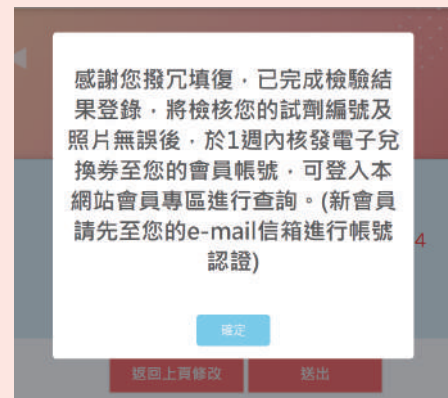 感謝您撥冗填復，已完成檢驗結
果登錄，將檢核您的試劑編號及
照片無誤後，於1週內核發電子兌
換券至您的會員帳號，可登入本
網站會員專區進行查詢。(新會員
請先至您的e-mail信箱進行帳號
認證)
4
確定
返回上頁修改
送出